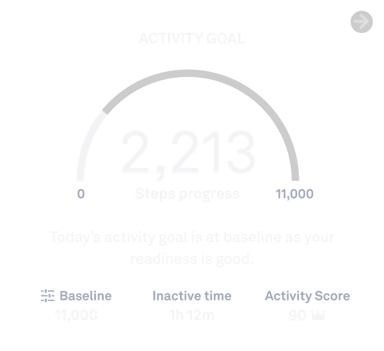 ACTIVITY GOAL
2,213
0 Steps progress 11,000
Today's activity goal is at baseline as your
readiness is good.
Baseline Inactive time Activity Score
11,000 1h 12m 90